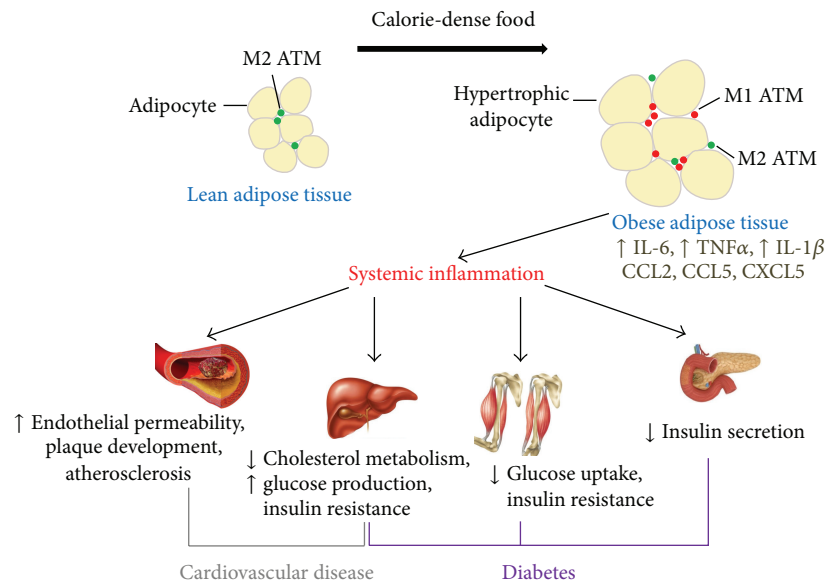 Calorie-dense food
M2 ATM
Adipocyte
Lean adipose tissue
Hypertrophic
adipocyte
M1 ATM
M2 ATM
Obese adipose tissue
↑ IL-6, ↑ TNFα, ↑ IL-1β
CCL2, CCL5, CXCL5
Systemic inflammation
↑ Endothelial permeability,
plaque development,
atherosclerosis
↓ Cholesterol metabolism,
↑ glucose production,
insulin resistance
↓ Glucose uptake,
insulin resistance
↓ Insulin secretion
Cardiovascular disease
Diabetes